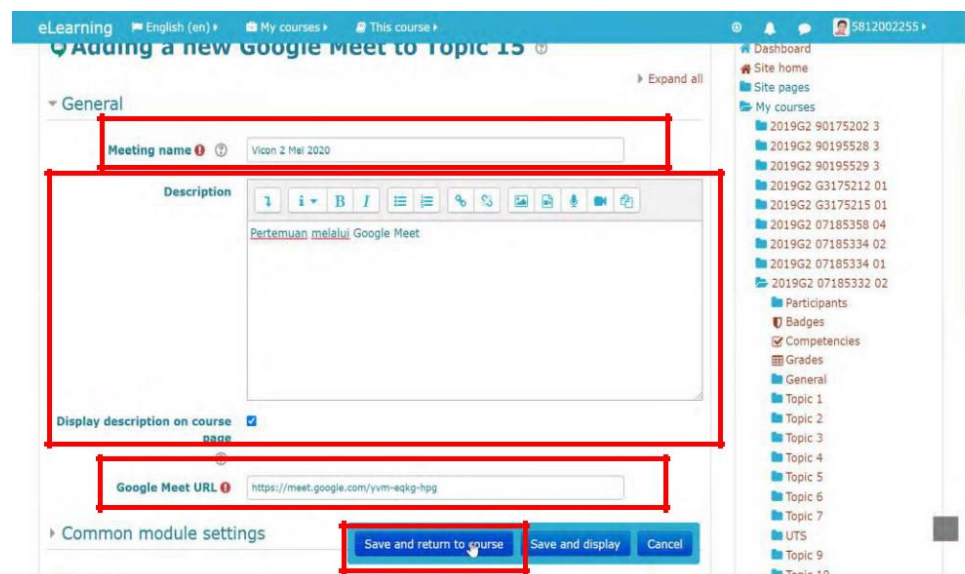 eLearning English (en) My courses This course 5812002255
Adding a new Google Meet to Topic 15
Expand all
General
Meeting name
Vicon 2 Mei 2020
Description
B I
Pertemuan melalui Google Meet
Display description on course
page
Google Meet URL
https://meet.google.com/yvm-eqkg-hpg
Common module settings
Save and return to course Save and display Cancel
Dashboard
Site home
Site pages
My courses
2019G2 90175202 3
2019G2 90195528 3
2019G2 90195529 3
2019G2 G3175212 01
2019G2 G3175215 01
2019G2 07185358 04
2019G2 07185334 02
2019G2 07185334 01
2019G2 07185332 02
Participants
Badges
Competencies
Grades
General
Topic 1
Topic 2
Topic 3
Topic 4
Topic 5
Topic 6
Topic 7
UTS
Topic 9
Topic 10